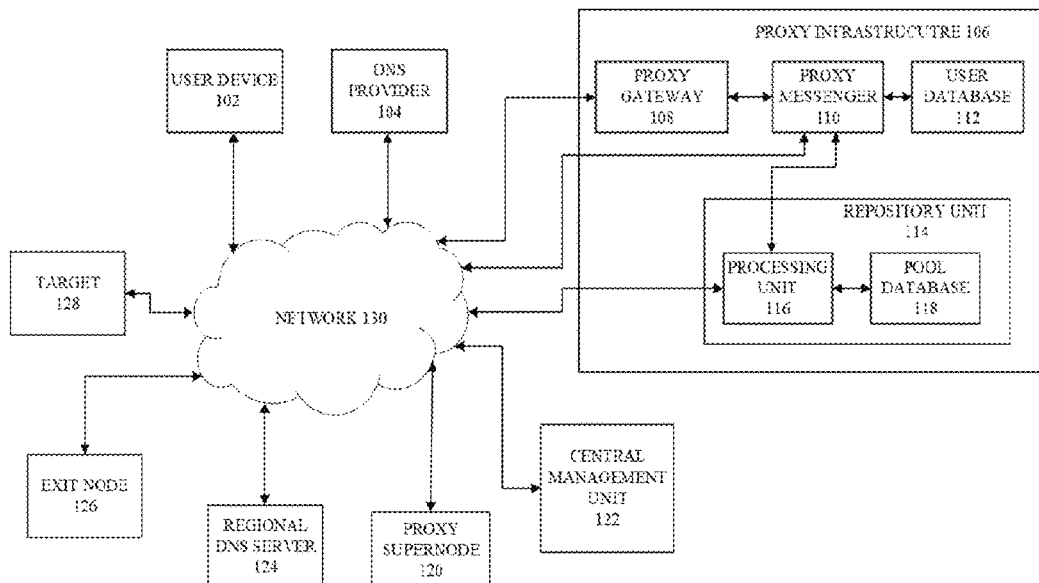 PROXY INFRASTRUCUTRE 106
USER DEVICE
102
DNS
PROVIDER
104
PROXY
GATEWAY
108
PROXY
MESSENGER
110
USER
DATABASE
112
REPOSITORY UNIT
114
PROCESSING
UNIT
116
POOL
DATABASE
118
TARGET
128
NETWORK 130
EXIT NODE
126
REGIONAL
DNS SERVER
124
PROXY
SUPERNODE
120
CENTRAL
MANAGEMENT
UNIT
122